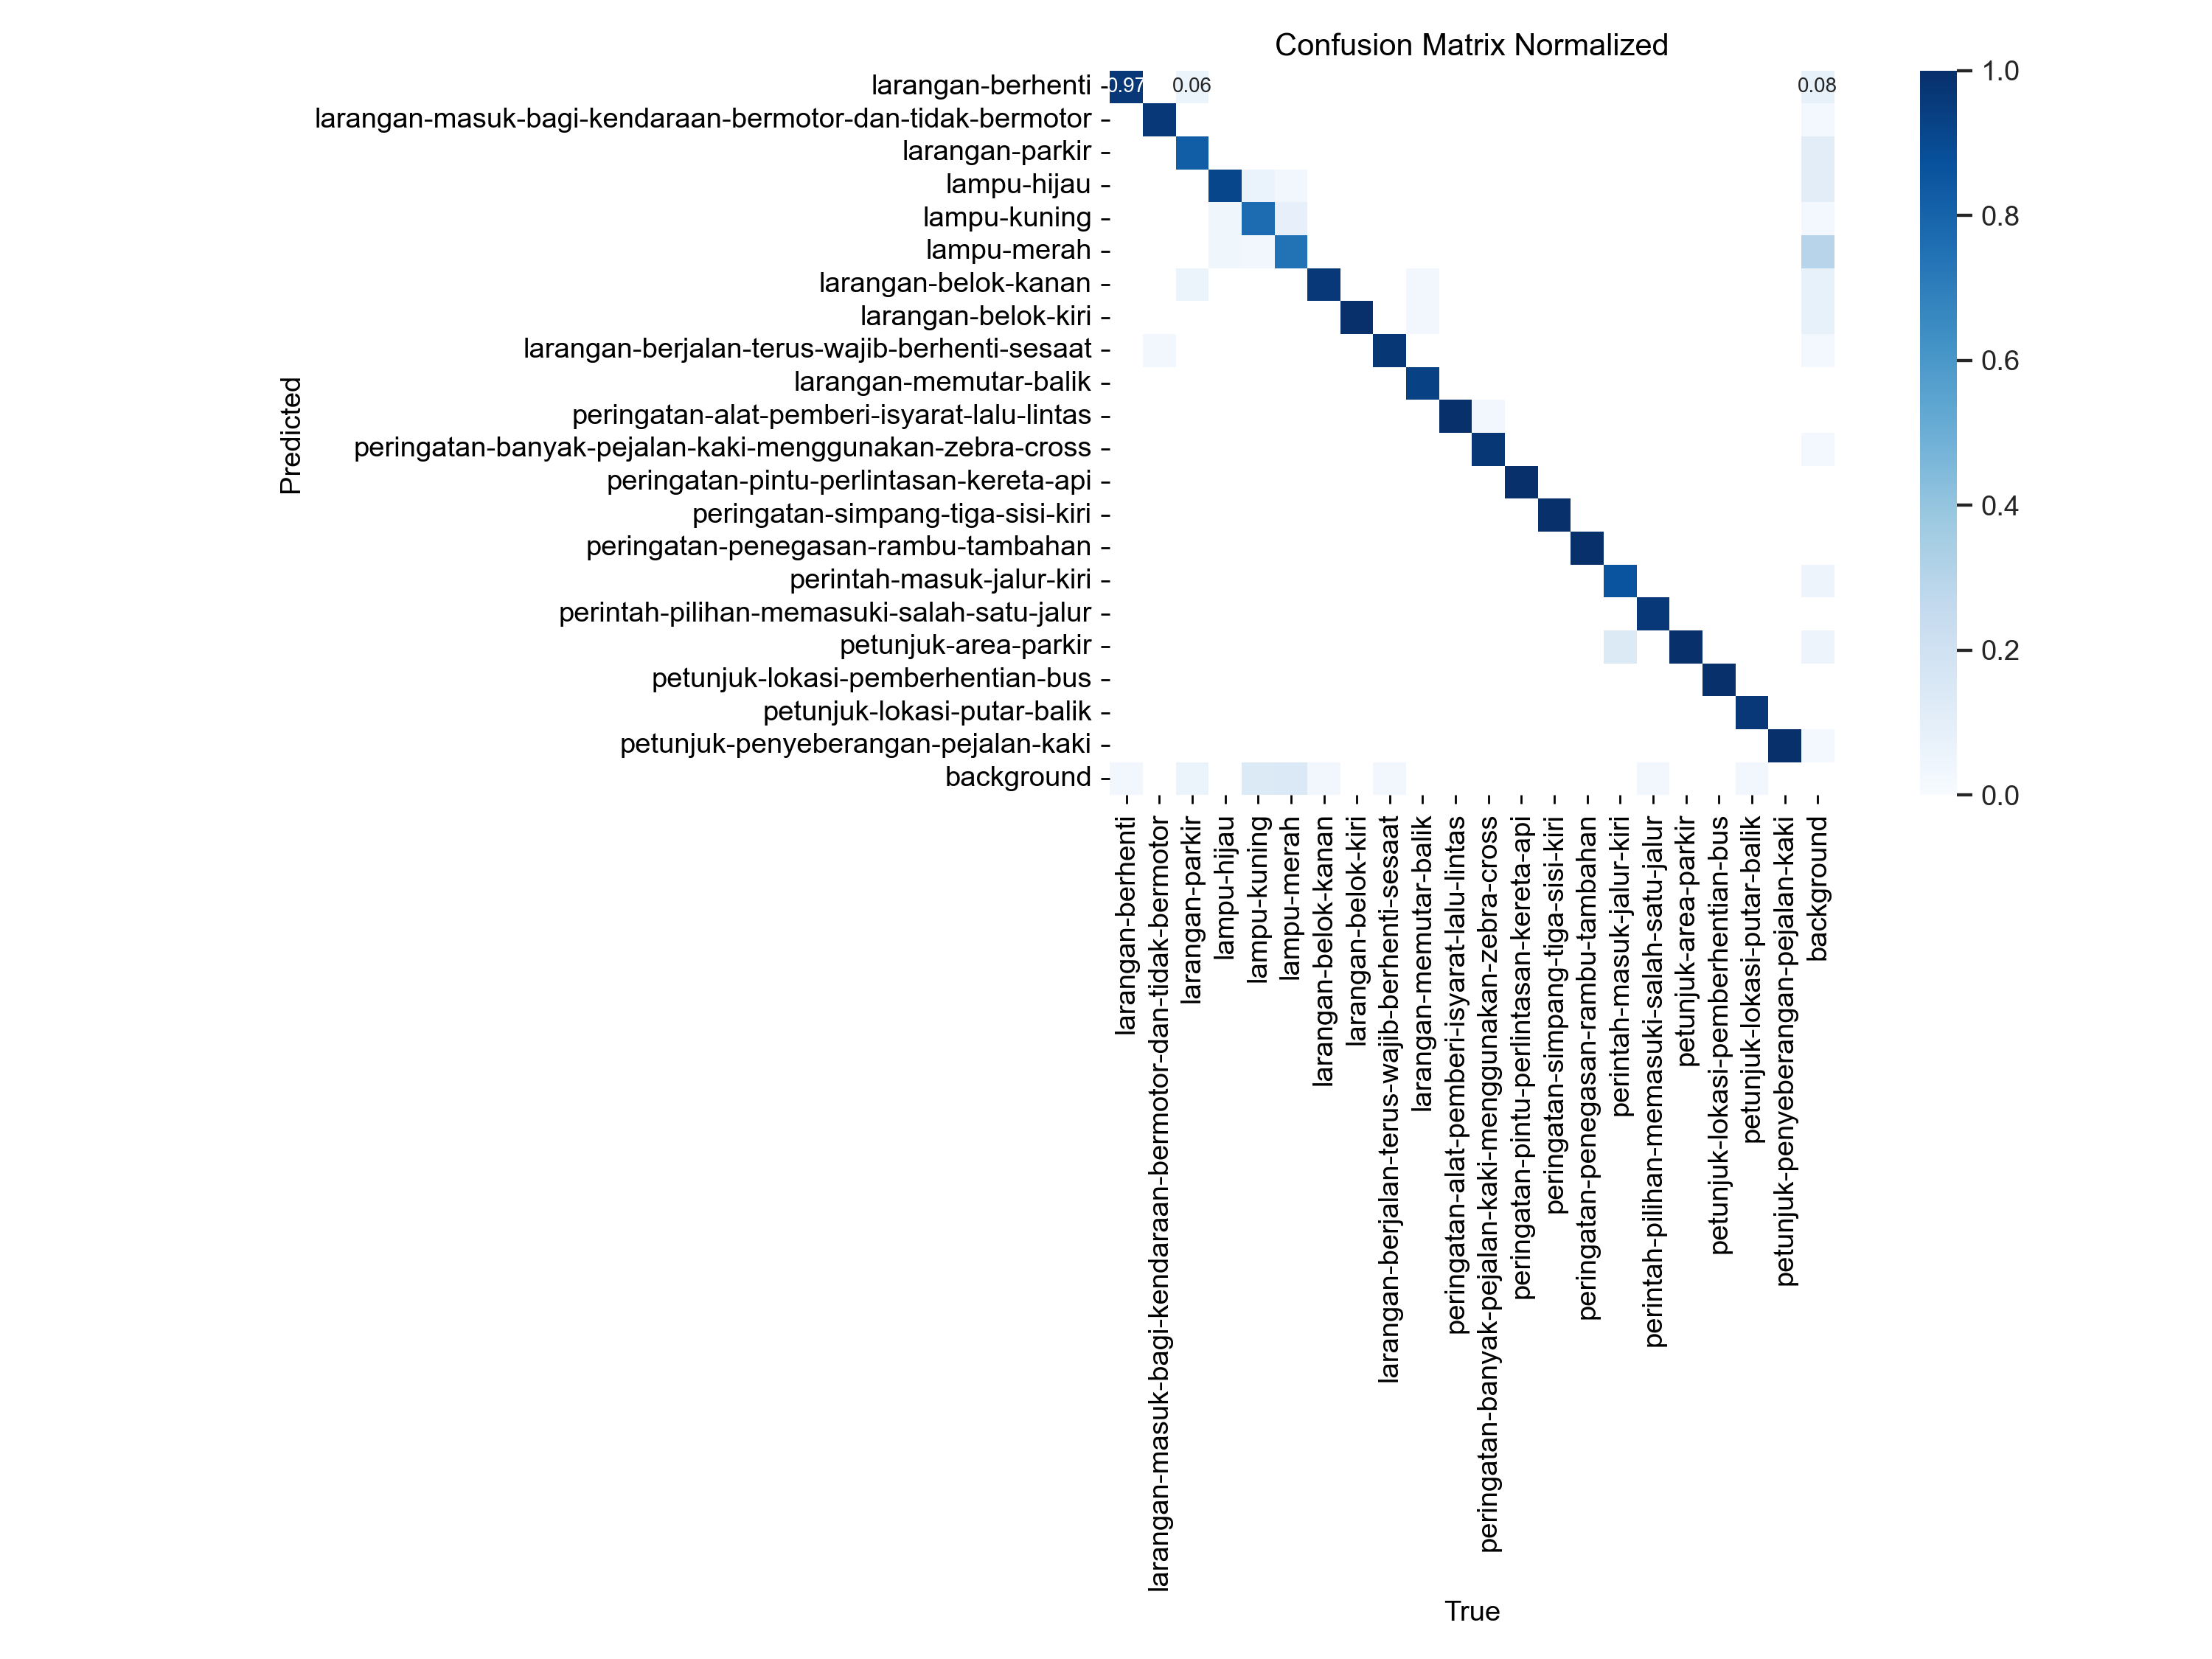 Confusion Matrix Normalized
larangan-berhenti
larangan-masuk-bagi-kendaraan-bermotor-dan-tidak-bermotor
larangan-parkir
lampu-hijau
lampu-kuning
lampu-merah
larangan-belok-kanan
larangan-belok-kiri
larangan-berjalan-terus-wajib-berhenti-sesaat
larangan-memutar-balik
peringatan-alat-pemberi-isyarat-lalu-lintas
peringatan-banyak-pejalan-kaki-menggunakan-zebra-cross
peringatan-pintu-perlintasan-kereta-api
peringatan-simpang-tiga-sisi-kiri
peringatan-penegasan-rambu-tambahan
perintah-masuk-jalur-kiri
perintah-pilihan-memasuki-salah-satu-jalur
petunjuk-area-parkir
petunjuk-lokasi-pemberhentian-bus
petunjuk-lokasi-putar-balik
petunjuk-penyeberangan-pejalan-kaki
background
Predicted
0.97 0.06 0.08
1.0
0.8
0.6
0.4
0.2
0.0
larangan-berhenti
larangan-masuk-bagi-kendaraan-bermotor-dan-tidak-bermotor
larangan-parkir
lampu-hijau
lampu-kuning
lampu-merah
larangan-belok-kanan
larangan-belok-kiri
larangan-berjalan-terus-wajib-berhenti-sesaat
larangan-memutar-balik
peringatan-alat-pemberi-isyarat-lalu-lintas
peringatan-banyak-pejalan-kaki-menggunakan-zebra-cross
peringatan-pintu-perlintasan-kereta-api
peringatan-simpang-tiga-sisi-kiri
peringatan-penegasan-rambu-tambahan
perintah-masuk-jalur-kiri
perintah-pilihan-memasuki-salah-satu-jalur
petunjuk-area-parkir
petunjuk-lokasi-pemberhentian-bus
petunjuk-lokasi-putar-balik
petunjuk-penyeberangan-pejalan-kaki
background
True